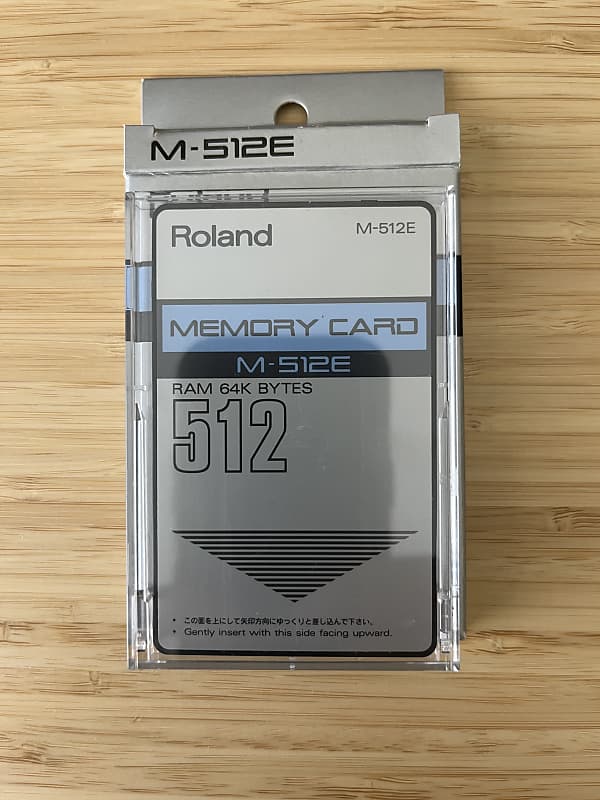 M-512E
Roland
Roland M-512E
MEMORY CARD
M-512E
RAM 64K BYTES
512
• この面を上にして矢印方向にゆっくりと差し込んで下さい。
• Gently insert with this side facing upward.